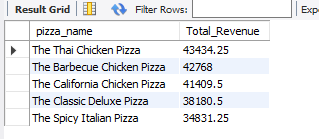 Result Grid Filter Rows: Expo
pizza_name Total_Revenue
The Thai Chicken Pizza 43434.25
The Barbecue Chicken Pizza 42768
The California Chicken Pizza 41409.5
The Classic Deluxe Pizza 38180.5
The Spicy Italian Pizza 34831.25